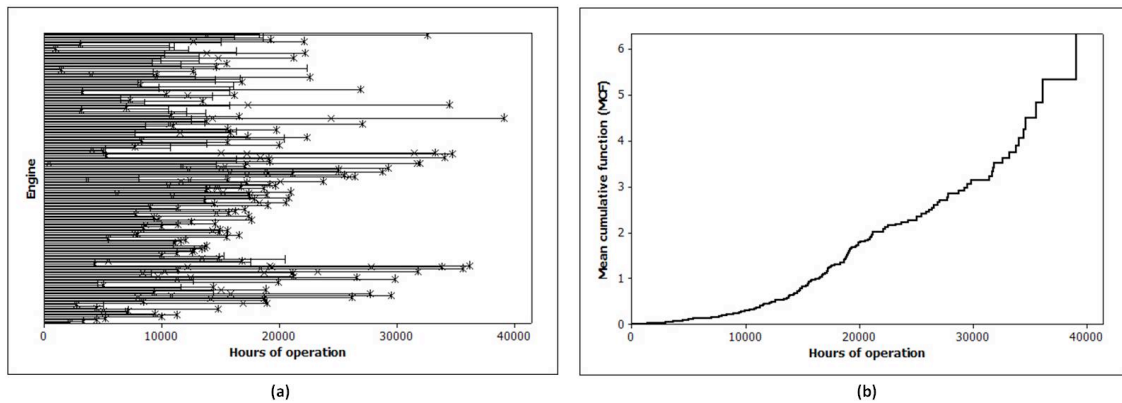 Engine
0
10000
20000
30000
40000
Hours of operation
(a)
Mean cumulative function (MCF)
6
5
4
3
2
1
0
0
10000
20000
30000
40000
Hours of operation
(b)